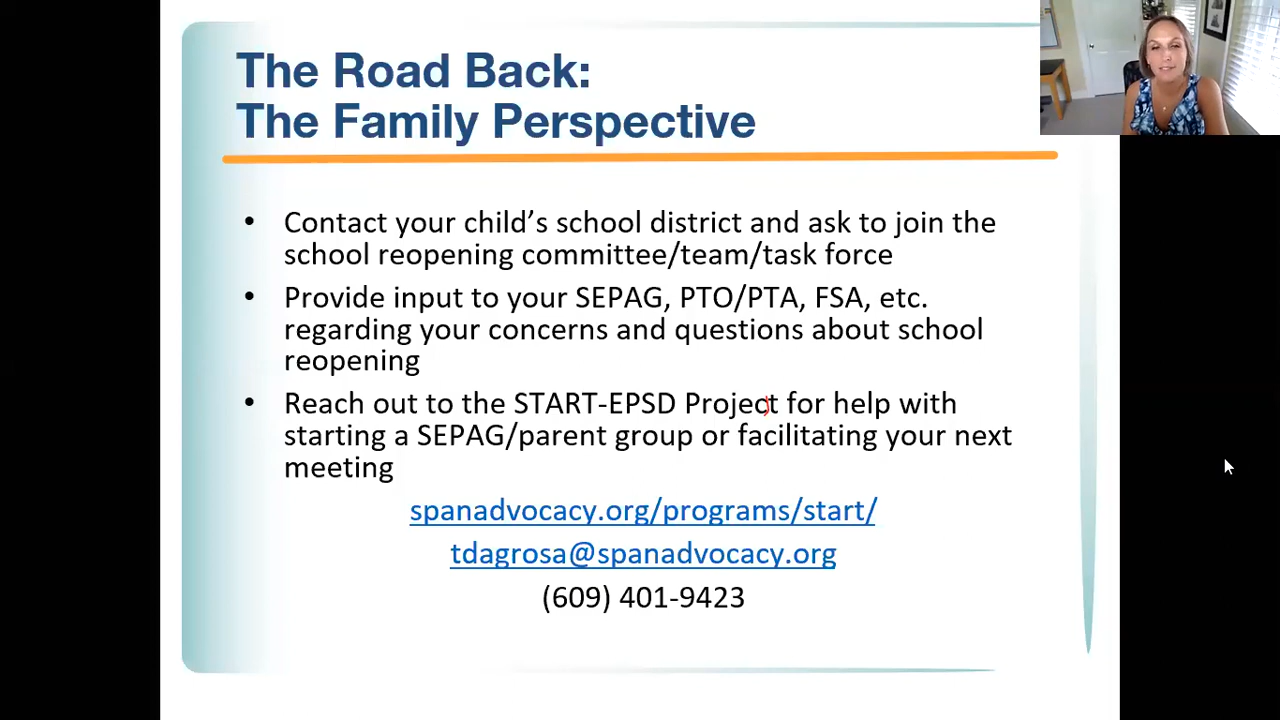 The Road Back:
The Family Perspective
• Contact your child's school district and ask to join the
school reopening committee/team/task force
• Provide input to your SEPAG, PTO/PTA, FSA, etc.
regarding your concerns and questions about school
reopening
• Reach out to the START-EPSD Project for help with
starting a SEPAG/parent group or facilitating your next
meeting
spanadvocacy.org/programs/start/
tdagrosa@spanadvocacy.org
(609) 401-9423